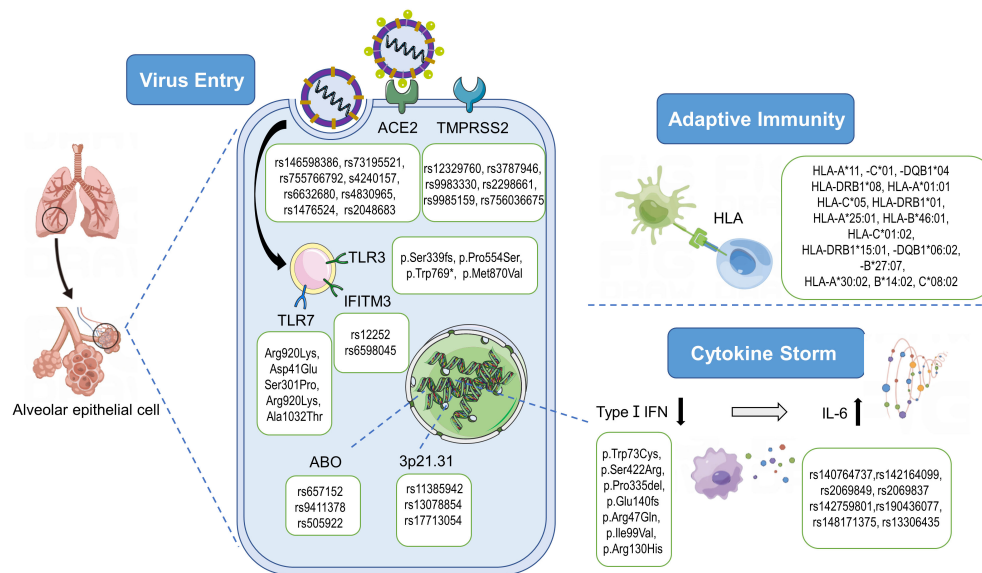 Virus Entry
ACE2
TMPRSS2
rs146598386, rs73195521,
rs755766792, s4240157,
rs6632680, rs4830965,
rs1476524, rs2048683
rs12329760, rs3787946,
rs9983330, rs2298661,
rs9985159, rs756036675
TLR3
p.Ser339fs, p.Pro554Ser,
p.Trp769*, p.Met870Val
IFITM3
rs12252
rs6598045
TLR7
Arg920Lys,
Asp41Glu
Ser301Pro,
Arg920Lys,
Ala1032Thr
Alveolar epithelial cell
ABO
rs657152
rs9411378
rs505922
3p21.31
rs11385942
rs13078854
rs17713054
Adaptive Immunity
HLA
HLA-A*11, -C*01, -DQB1*04
HLA-DRB1*08, HLA-A*01:01
HLA-C*05, HLA-DRB1*01,
HLA-A*25:01, HLA-B*46:01,
HLA-C*01:02,
HLA-DRB1*15:01, -DQB1*06:02,
-B*27:07,
HLA-A*30:02, B*14:02, C*08:02
Cytokine Storm
Type I IFN
p.Trp73Cys,
p.Ser422Arg,
p.Pro335del,
p.Glu140fs
p.Arg47Gln,
p.Ile99Val,
p.Arg130His
IL-6
rs140764737,rs142164099,
rs2069849, rs2069837
rs142759801,rs190436077,
rs148171375, rs13306435